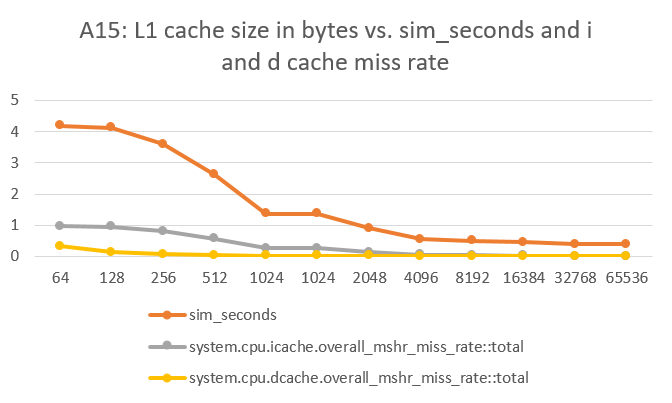 A15: L1 cache size in bytes vs. sim_seconds and i
and d cache miss rate
5
4
3
2
1
0
64 128 256 512 1024 1024 2048 4096 8192 16384 32768 65536
sim_seconds
system.cpu.icache.overall_mshr_miss_rate::total
system.cpu.dcache.overall_mshr_miss_rate::total